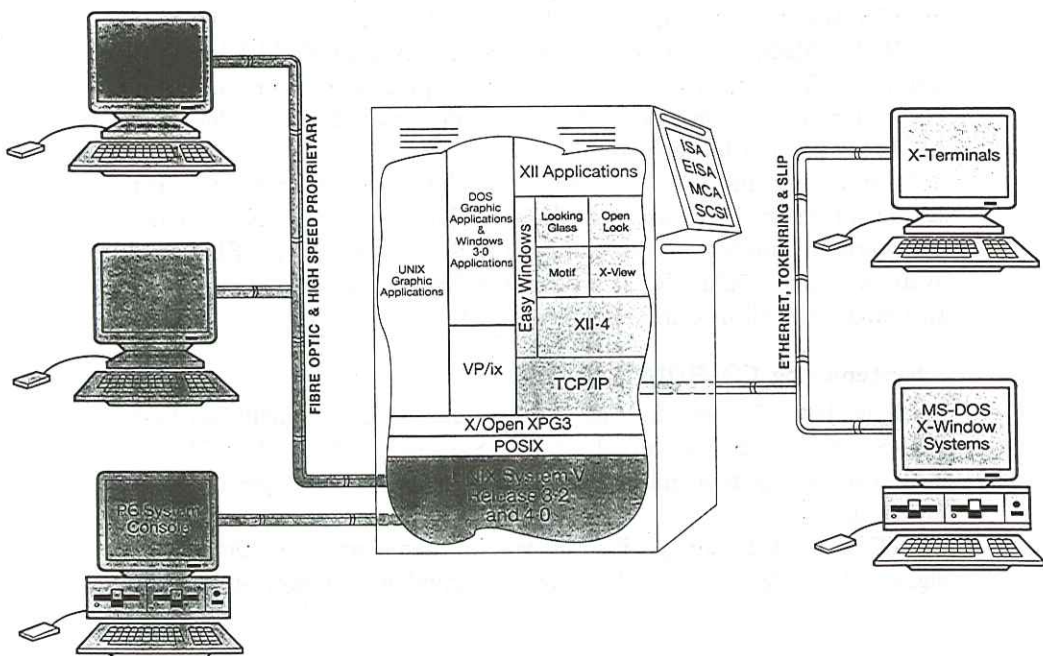 FIBRE OPTIC & HIGH SPEED PROPRIETARY
P6 System
Console
UNIX
Graphic
Applications
DOS
Graphic
Applications
&
Windows
3-0
Applications
VP/ix
Easy Windows
XII Applications
Looking
Glass
Open
Look
Motif
X-View
XII-4
TCP/IP
X/Open XPG3
POSIX
UNIX System V
Release 3-2
and 4-0
ISA
EISA
MCA
SCSI
ETHERNET, TOKENRING & SLIP
X-Terminals
MS-DOS
X-Window
Systems